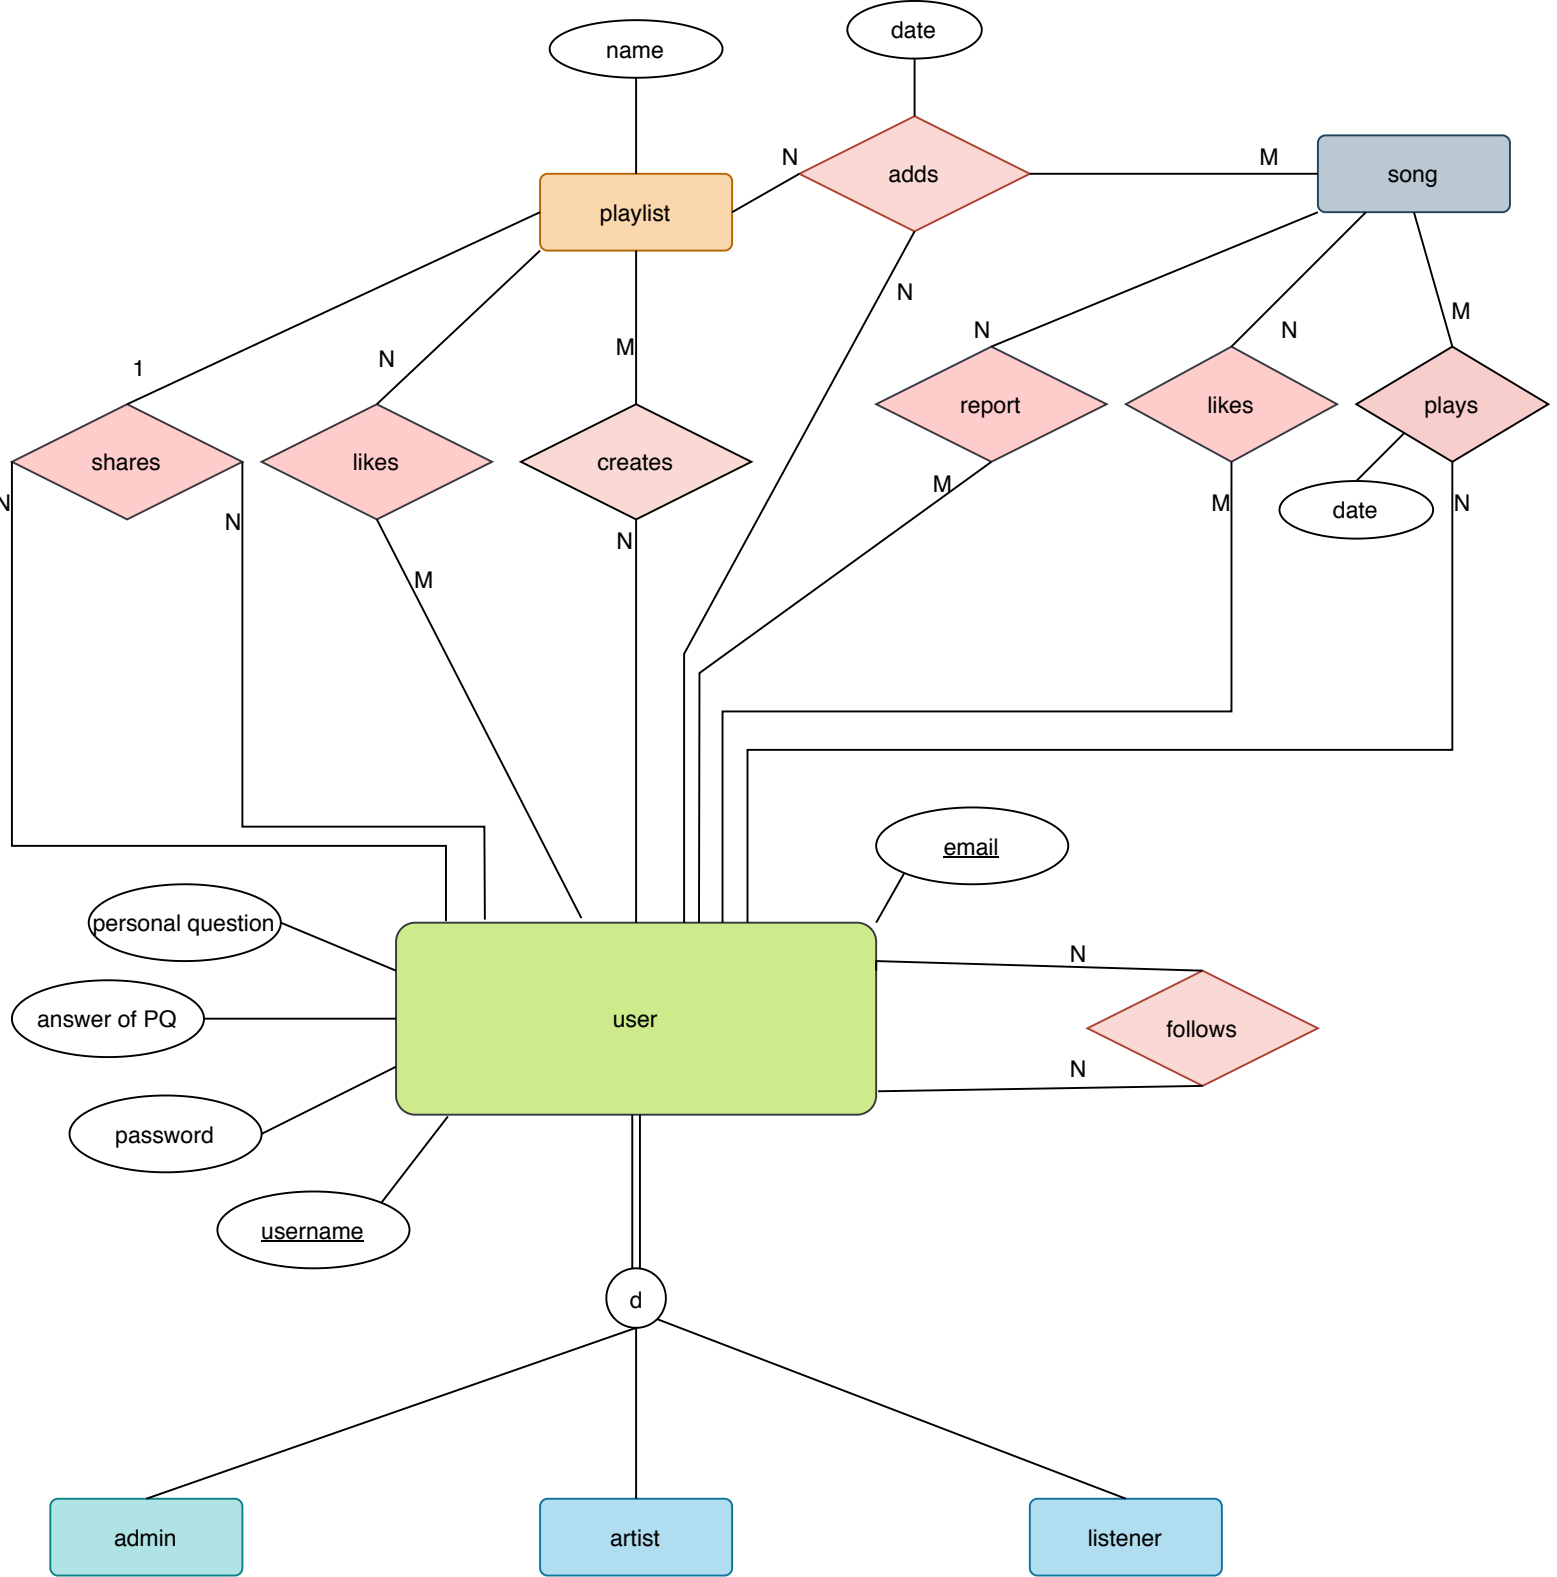 date
name
N
M
adds
song
playlist
N
M
N
N
M
1
N
report
likes
plays
shares
likes
creates
M
N
M
N
date
N
N
M
email
personal question
N
answer of PQ
user
follows
N
password
username
d
admin
artist
listener